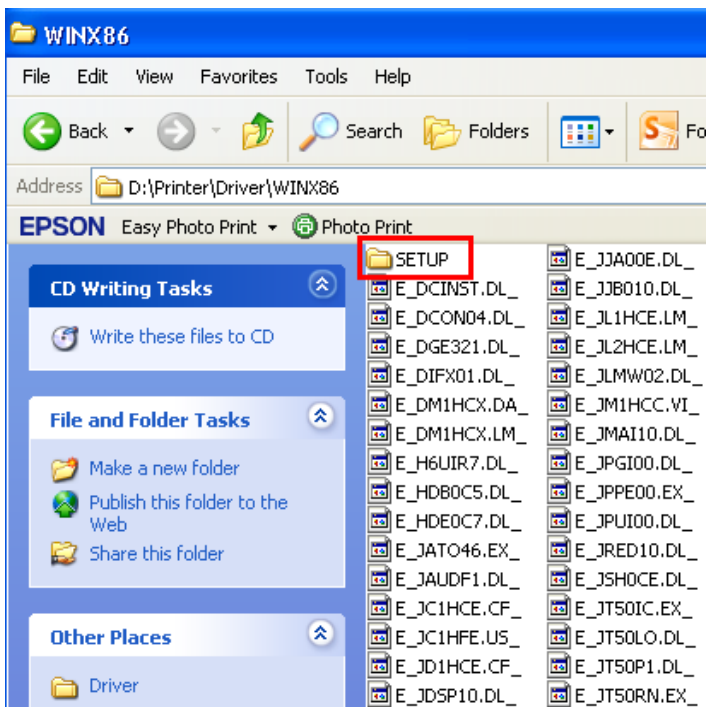 WINX86
File Edit View Favorites Tools Help
Back Search Folders Fo
Address D:\Printer\Driver\WINX86
EPSON Easy Photo Print Photo Print
CD Writing Tasks
Write these files to CD
File and Folder Tasks
Make a new folder
Publish this folder to the
Web
Share this folder
Other Places
Driver
SETUP
E_DCINST.DL_
E_DCON04.DL_
E_DGE321.DL_
E_DIFX01.DL_
E_DM1HCX.DA_
E_DM1HCX.LM_
E_H6UIR7.DL_
E_HDB0C5.DL_
E_HDE0C7.DL_
E_JATO46.EX_
E_JAUDF1.DL_
E_JC1HCE.CF_
E_JC1HFE.US_
E_JD1HCE.CF_
E_JDSP10.DL_
E_JJA00E.DL_
E_JJB010.DL_
E_JL1HCE.LM_
E_JL2HCE.LM_
E_JLMW02.DL_
E_JM1HCC.VI_
E_JMAI10.DL_
E_JPGI00.DL_
E_JPPE00.EX_
E_JPUI00.DL_
E_JRED10.DL_
E_JSH0CE.DL_
E_JT50IC.EX_
E_JT50LO.DL_
E_JT50P1.DL_
E_JT50RN.EX_